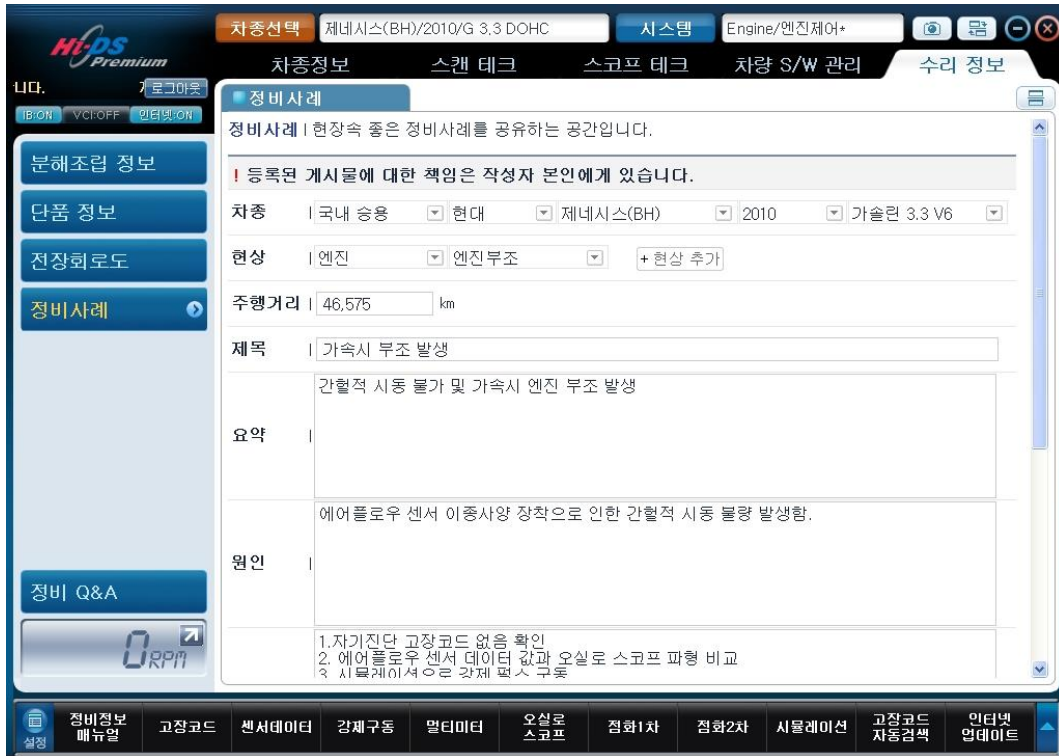 Hi-DS
Premium
차종선택 제네시스(BH)/2010/G 3.3 DOHC 시스템 Engine/엔진제어*
차종정보 스캔 테크 스코프 테크 차량 S/W 관리 수리 정보
니다. 로그아웃
IB:ON VCI:OFF 인터넷:ON
분해조립 정보
단품 정보
전장회로도
정비사례
정비 Q&A
0 RPM
정비사례
정비사례 | 현장속 좋은 정비사례를 공유하는 공간입니다.
! 등록된 게시물에 대한 책임은 작성자 본인에게 있습니다.
차종 | 국내 승용 현대 제네시스(BH) 2010 가솔린 3.3 V6
현상 | 엔진 엔진부조 + 현상 추가
주행거리 | 46,575 km
제목 | 가속시 부조 발생
요약 | 간헐적 시동 불가 및 가속시 엔진 부조 발생
원인 | 에어플로우 센서 이종사양 장착으로 인한 간헐적 시동 불량 발생함.
1.자기진단 고장코드 없음 확인
2. 에어플로우 센서 데이터 값과 오실로 스코프 파형 비교
3. 시뮬레이션으로 강제 펄스 구동
설정 정비정보 매뉴얼 고장코드 센서데이터 강제구동 멀티미터 오실로 스코프 점화1차 점화2차 시뮬레이션 고장코드 자동검색 인터넷 업데이트